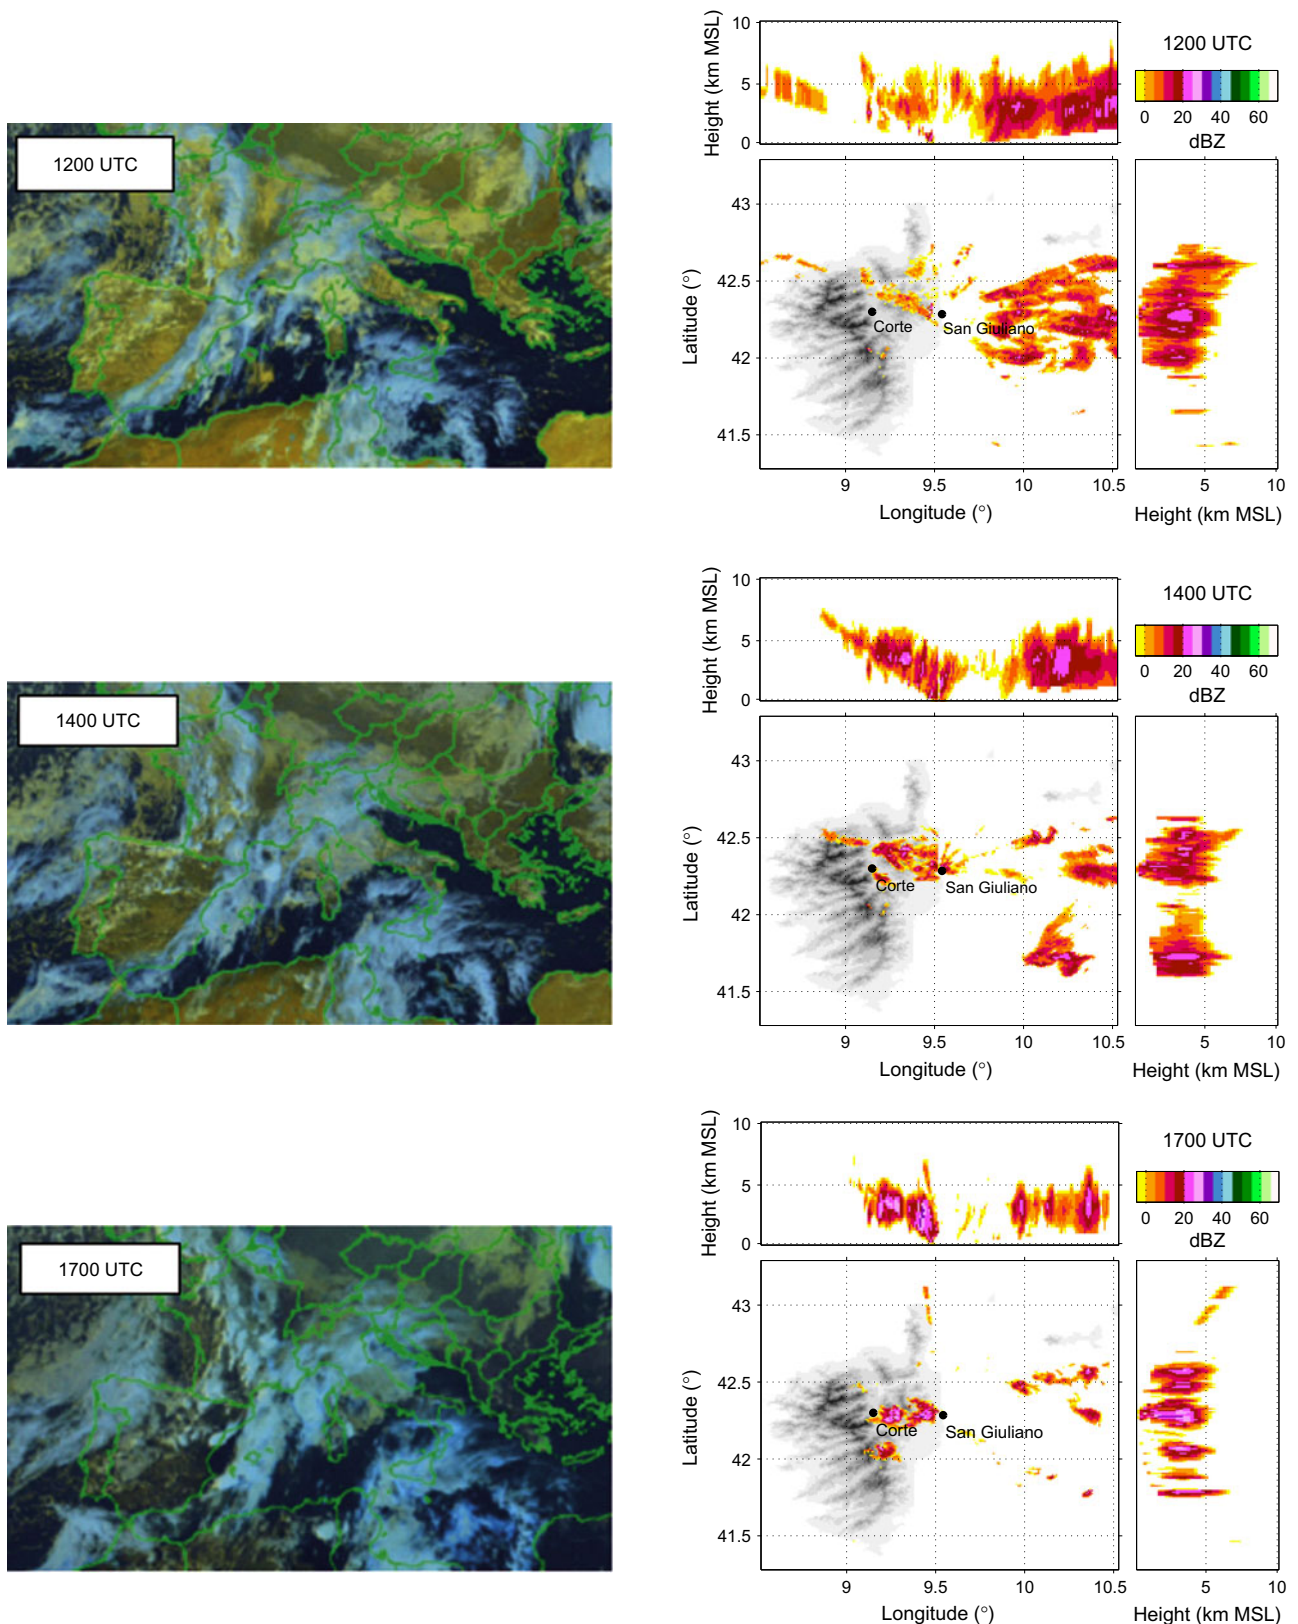 1200 UTC
10
5
0
Height (km MSL)
1200 UTC
0 20 40 60
dBZ
43
42.5
42
41.5
Latitude (°)
Corte
San Giuliano
9 9.5 10 10.5
Longitude (°)
5 10
Height (km MSL)
1400 UTC
10
5
0
Height (km MSL)
1400 UTC
0 20 40 60
dBZ
43
42.5
42
41.5
Latitude (°)
Corte
San Giuliano
9 9.5 10 10.5
Longitude (°)
5 10
Height (km MSL)
1700 UTC
10
5
0
Height (km MSL)
1700 UTC
0 20 40 60
dBZ
43
42.5
42
41.5
Latitude (°)
Corte
San Giuliano
9 9.5 10 10.5
Longitude (°)
5 10
Height (km MSL)